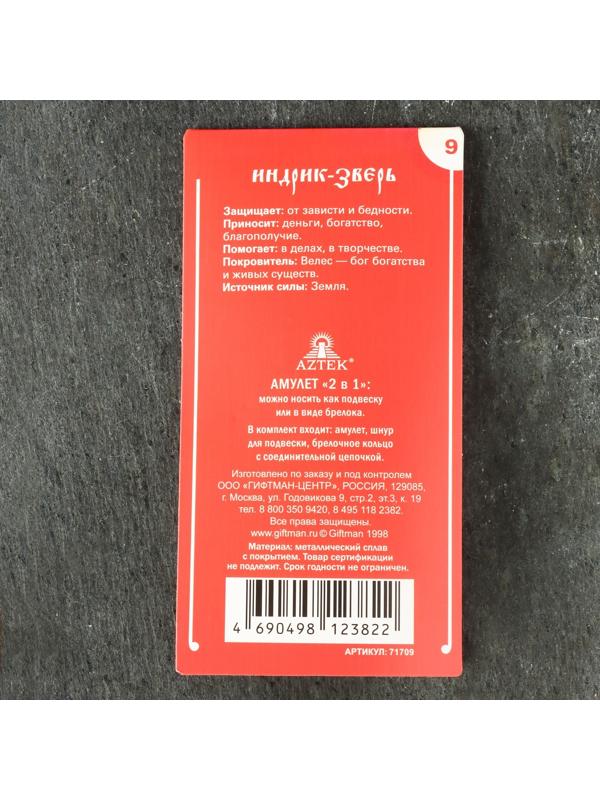 9
ИНДРИК-ЗВЕРЬ
Защищает: от зависти и бедности.
Приносит: деньги, богатство,
благополучие.
Помогает: в делах, в творчестве.
Покровитель: Велес — бог богатства
и живых существ.
Источник силы: Земля.
AZTEK®
АМУЛЕТ «2 в 1»:
можно носить как подвеску
или в виде брелока.
В комплект входит: амулет, шнур
для подвески, брелочное кольцо
с соединительной цепочкой.
Изготовлено по заказу и под контролем
ООО «ГИФТМАН-ЦЕНТР», РОССИЯ, 129085,
г. Москва, ул. Годовикова 9, стр.2, эт.3, к. 19
тел. 8 800 350 9420, 8 495 118 2382.
Все права защищены.
www.giftman.ru © Giftman 1998
Материал: металлический сплав
с покрытием. Товар сертификации
не подлежит. Срок годности не ограничен.
4 690498 123822
АРТИКУЛ: 71709